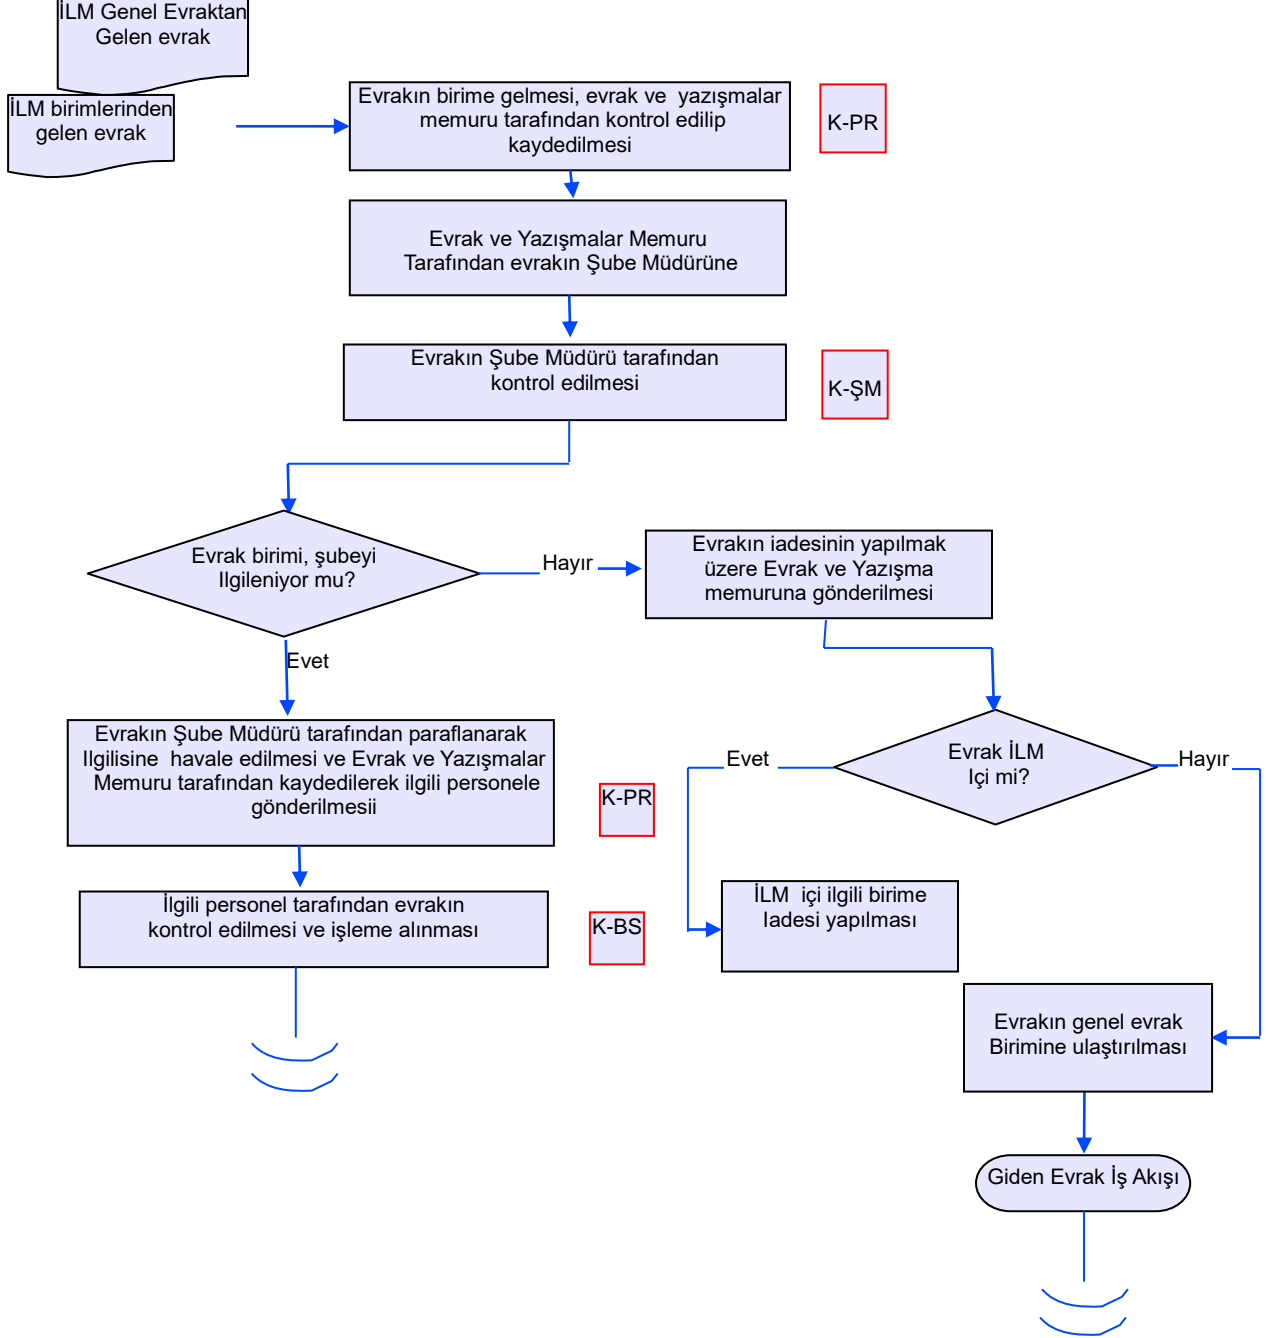 İLM Genel Evraktan
Gelen evrak
İLM birimlerinden
gelen evrak
Evrakın birime gelmesi, evrak ve yazışmalar
memuru tarafından kontrol edilip
kaydedilmesi
K-PR
Evrak ve Yazışmalar Memuru
Tarafından evrakın Şube Müdürüne
Evrakın Şube Müdürü tarafından
kontrol edilmesi
K-ŞM
Evrak birimi, şubeyi
Ilgileniyor mu?
Hayır
Evrakın iadesinin yapılmak
üzere Evrak ve Yazışma
memuruna gönderilmesi
Evet
Evrakın Şube Müdürü tarafından paraflanarak
Ilgilisine havale edilmesi ve Evrak ve Yazışmalar
Memuru tarafından kaydedilerek ilgili personele
gönderilmesii
K-PR
Evrak İLM
Içi mi?
Evet
Hayır
İlgili personel tarafından evrakın
kontrol edilmesi ve işleme alınması
K-BS
İLM içi ilgili birime
Iadesi yapılması
Evrakın genel evrak
Birimine ulaştırılması
Giden Evrak İş Akışı